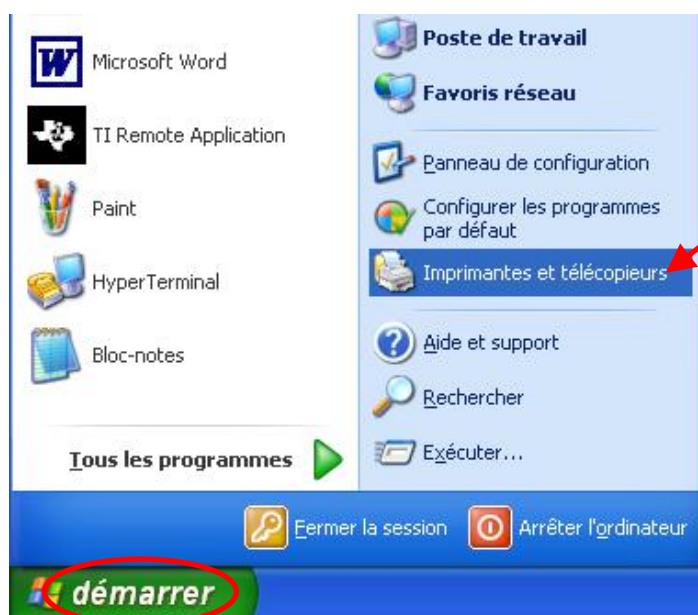 Microsoft Word
TI Remote Application
Paint
HyperTerminal
Bloc-notes
Tous les programmes
Poste de travail
Favoris réseau
Panneau de configuration
Configurer les programmes
par défaut
Imprimantes et télécopieurs
Aide et support
Rechercher
Exécuter...
Fermer la session
Arrêter l'ordinateur
démarrer